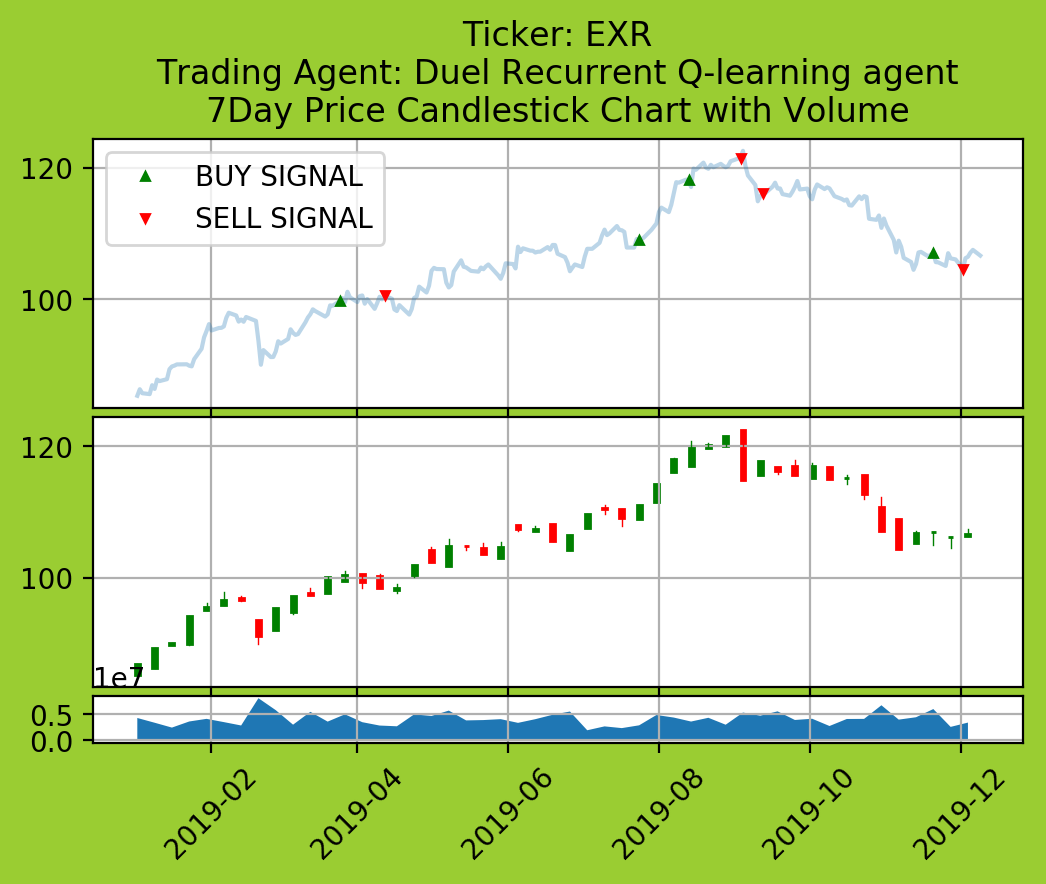 Ticker: EXR
Trading Agent: Duel Recurrent Q-learning agent
7Day Price Candlestick Chart with Volume
BUY SIGNAL
SELL SIGNAL
120
100
120
100
1e7
0.5
0.0
2019-02
2019-04
2019-06
2019-08
2019-10
2019-12